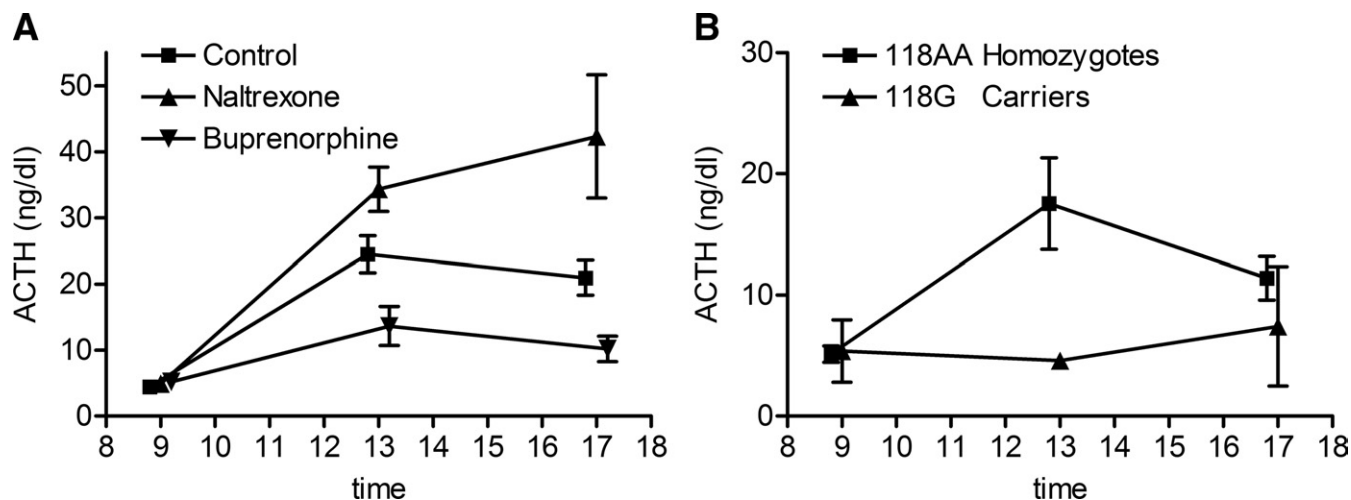 A
Control
Naltrexone
Buprenorphine
ACTH (ng/dl)
50
40
30
20
10
0
8 9 10 11 12 13 14 15 16 17 18
time
B
118AA Homozygotes
118G Carriers
ACTH (ng/dl)
30
20
10
0
8 9 10 11 12 13 14 15 16 17 18
time